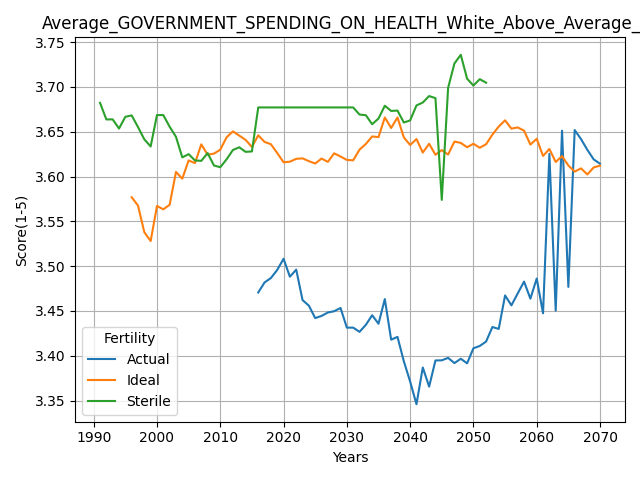 Average_GOVERNMENT_SPENDING_ON_HEALTH_White_Above_Average_
3.75
3.70
3.65
3.60
3.55
3.50
3.45
3.40
3.35
Score(1-5)
Fertility
Actual
Ideal
Sterile
1990 2000 2010 2020 2030 2040 2050 2060 2070
Years